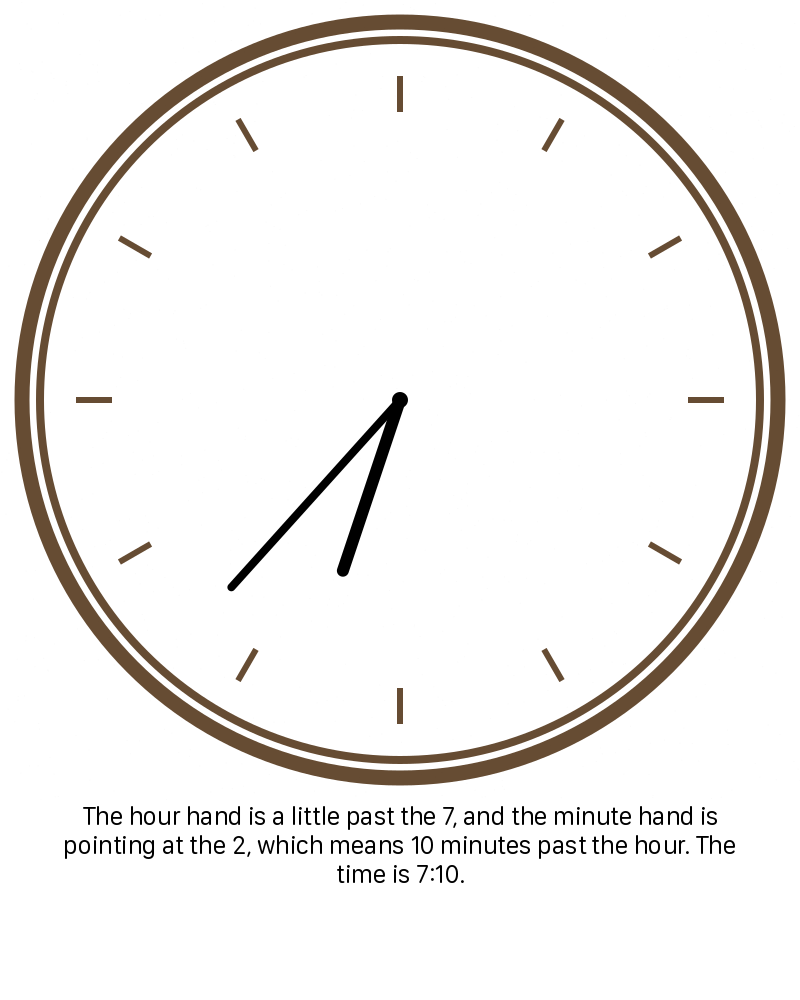 The hour hand is a little past the 7, and the minute hand is
pointing at the 2, which means 10 minutes past the hour. The
time is 7:10.